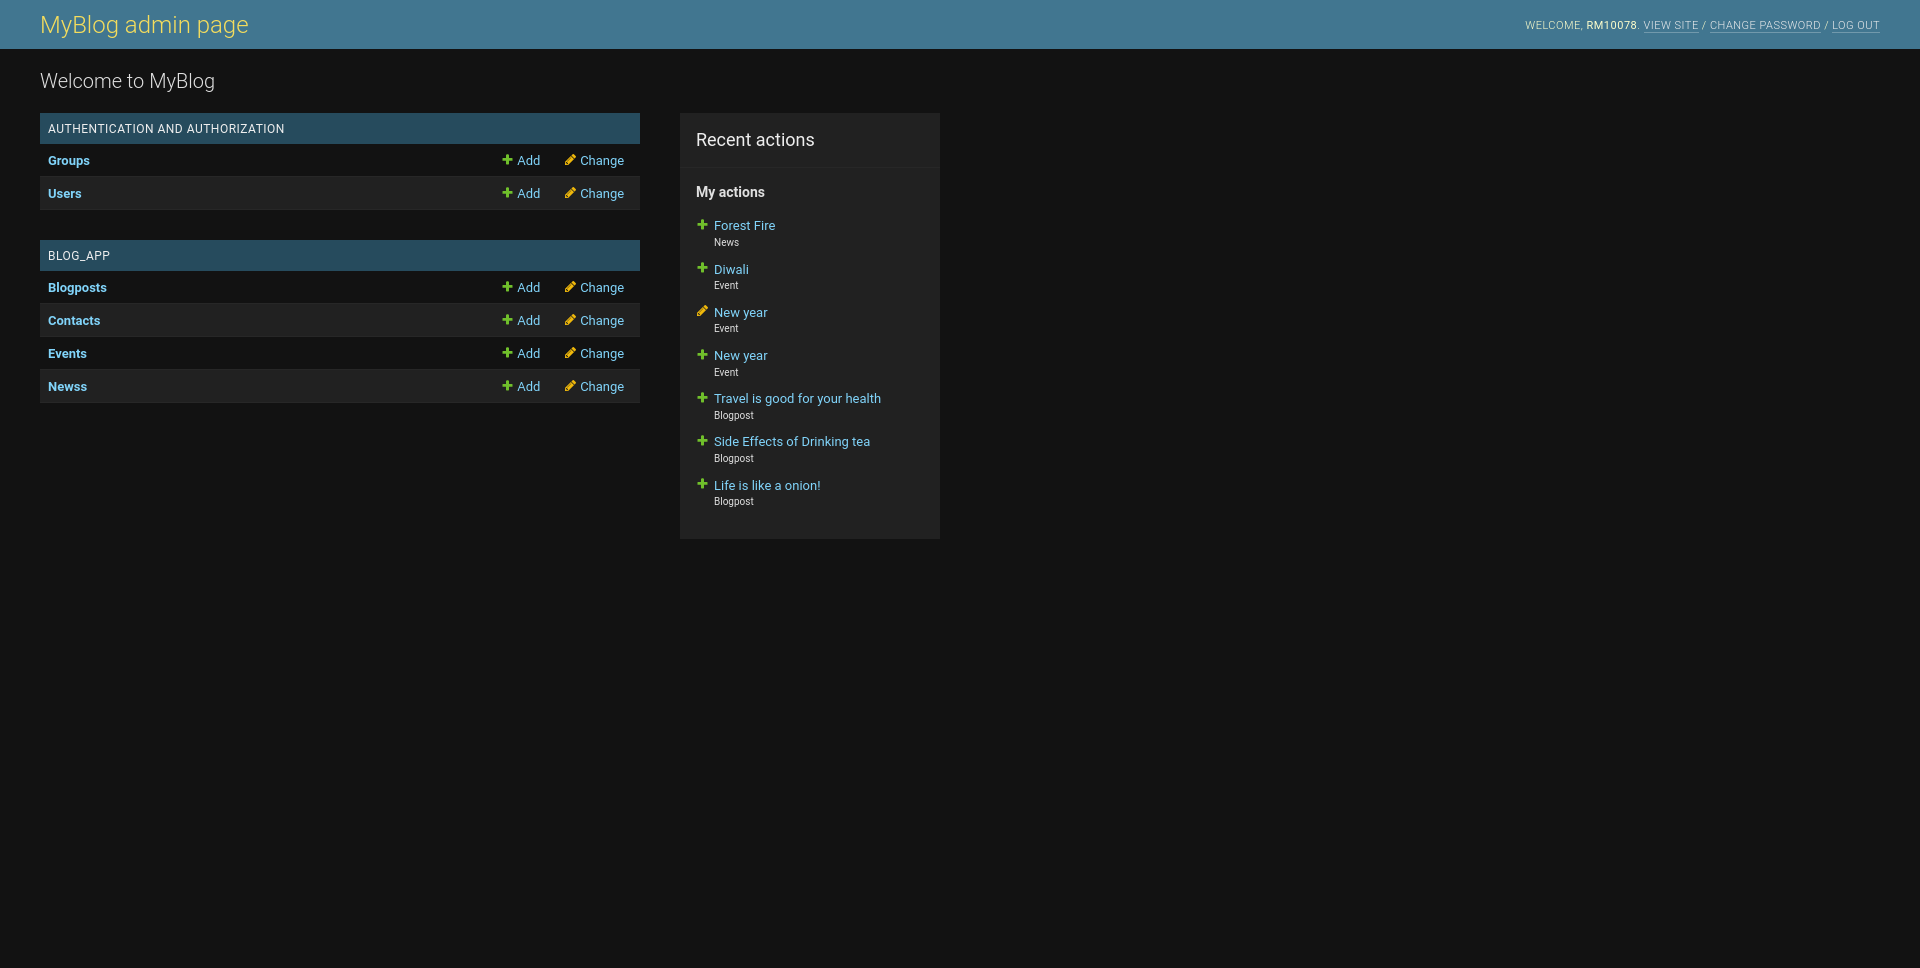 MyBlog admin page
WELCOME, RM10078. VIEW SITE / CHANGE PASSWORD / LOG OUT
Welcome to MyBlog
AUTHENTICATION AND AUTHORIZATION
Groups Add Change
Users Add Change
BLOG_APP
Blogposts Add Change
Contacts Add Change
Events Add Change
Newss Add Change
Recent actions
My actions
Forest Fire
News
Diwali
Event
New year
Event
New year
Event
Travel is good for your health
Blogpost
Side Effects of Drinking tea
Blogpost
Life is like a onion!
Blogpost